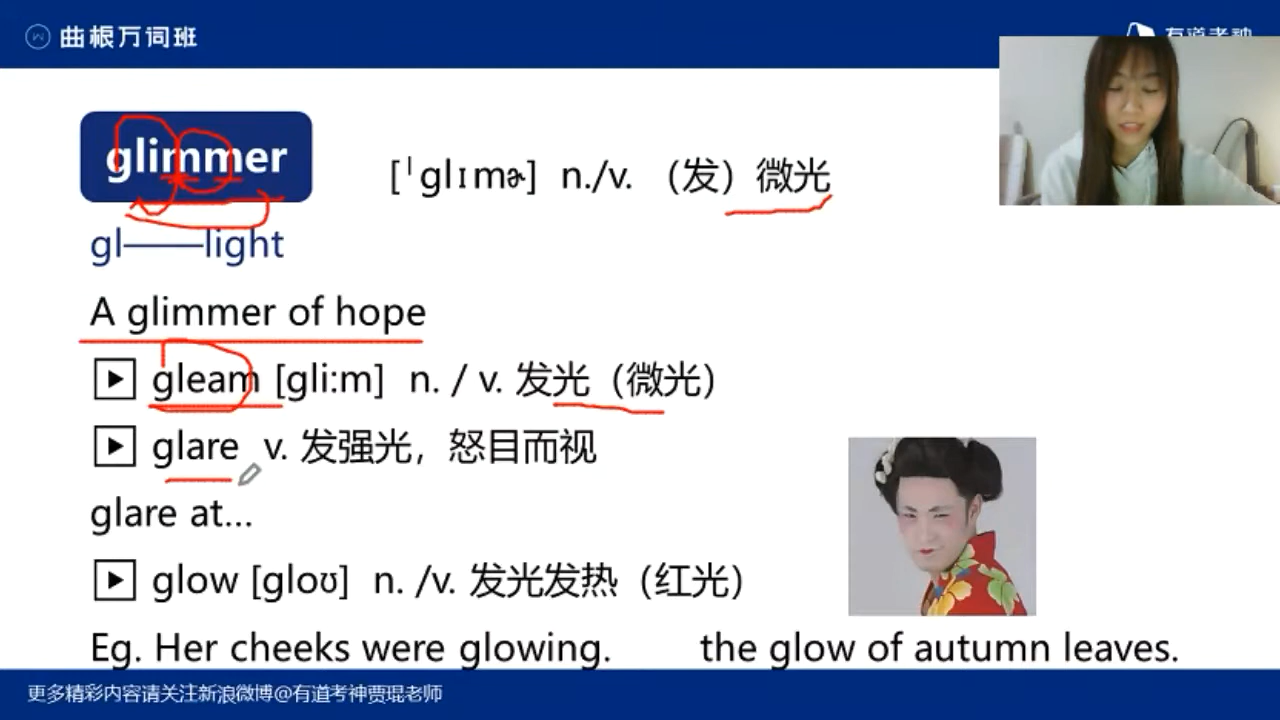 曲根万词班
有道考神
glimmer
[ˈglɪmɚ] n./v. （发）微光
gl——light
A glimmer of hope
gleam [gli:m] n. / v. 发光（微光）
glare v. 发强光，怒目而视
glare at...
glow [gloʊ] n. /v. 发光发热（红光）
Eg. Her cheeks were glowing. the glow of autumn leaves.
更多精彩内容请关注新浪微博@有道考神贾琨老师